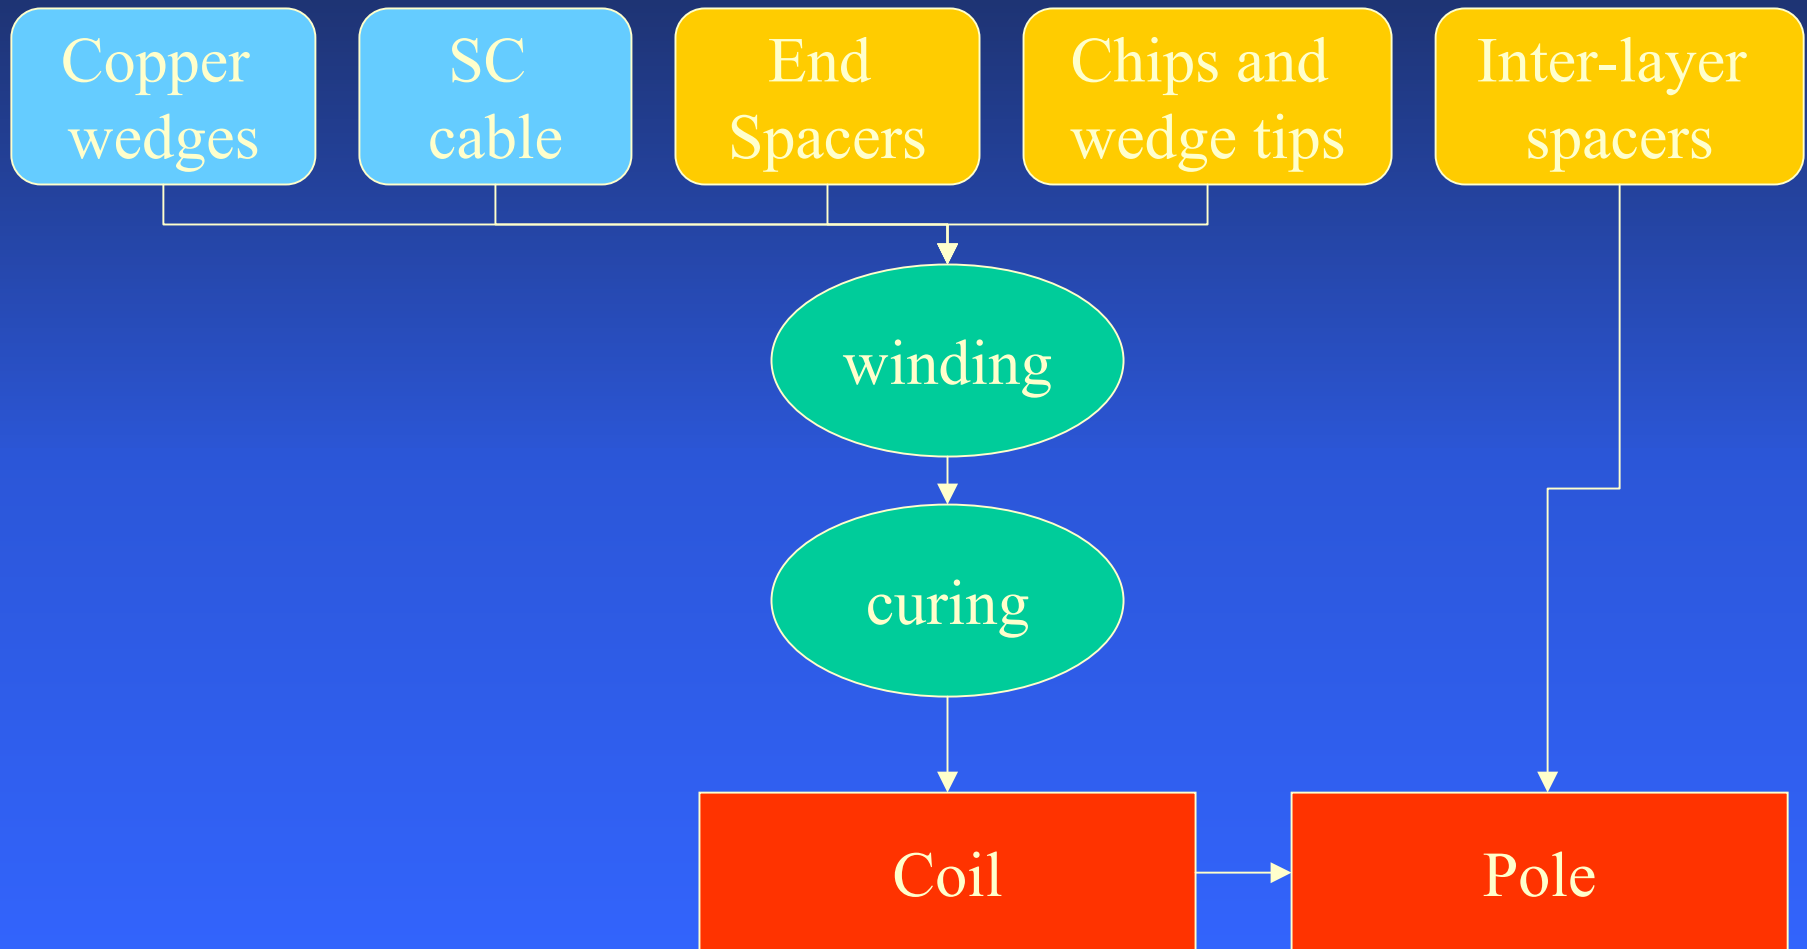 Copper
wedges
SC
cable
End
Spacers
Chips and
wedge tips
Inter-layer
spacers
winding
curing
Coil
Pole